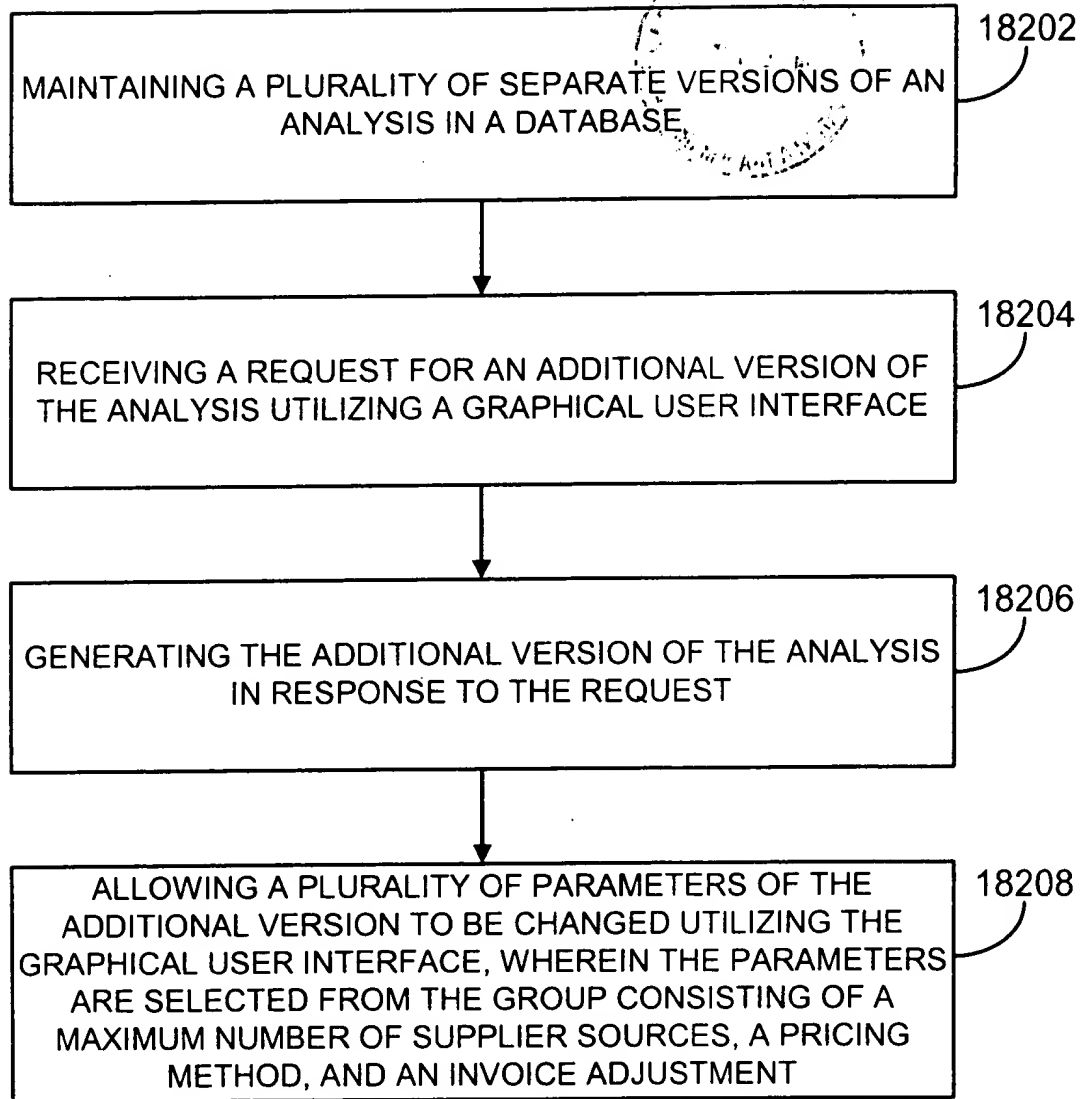 18202
MAINTAINING A PLURALITY OF SEPARATE VERSIONS OF AN
ANALYSIS IN A DATABASE
18204
RECEIVING A REQUEST FOR AN ADDITIONAL VERSION OF
THE ANALYSIS UTILIZING A GRAPHICAL USER INTERFACE
18206
GENERATING THE ADDITIONAL VERSION OF THE ANALYSIS
IN RESPONSE TO THE REQUEST
18208
ALLOWING A PLURALITY OF PARAMETERS OF THE
ADDITIONAL VERSION TO BE CHANGED UTILIZING THE
GRAPHICAL USER INTERFACE, WHEREIN THE PARAMETERS
ARE SELECTED FROM THE GROUP CONSISTING OF A
MAXIMUM NUMBER OF SUPPLIER SOURCES, A PRICING
METHOD, AND AN INVOICE ADJUSTMENT